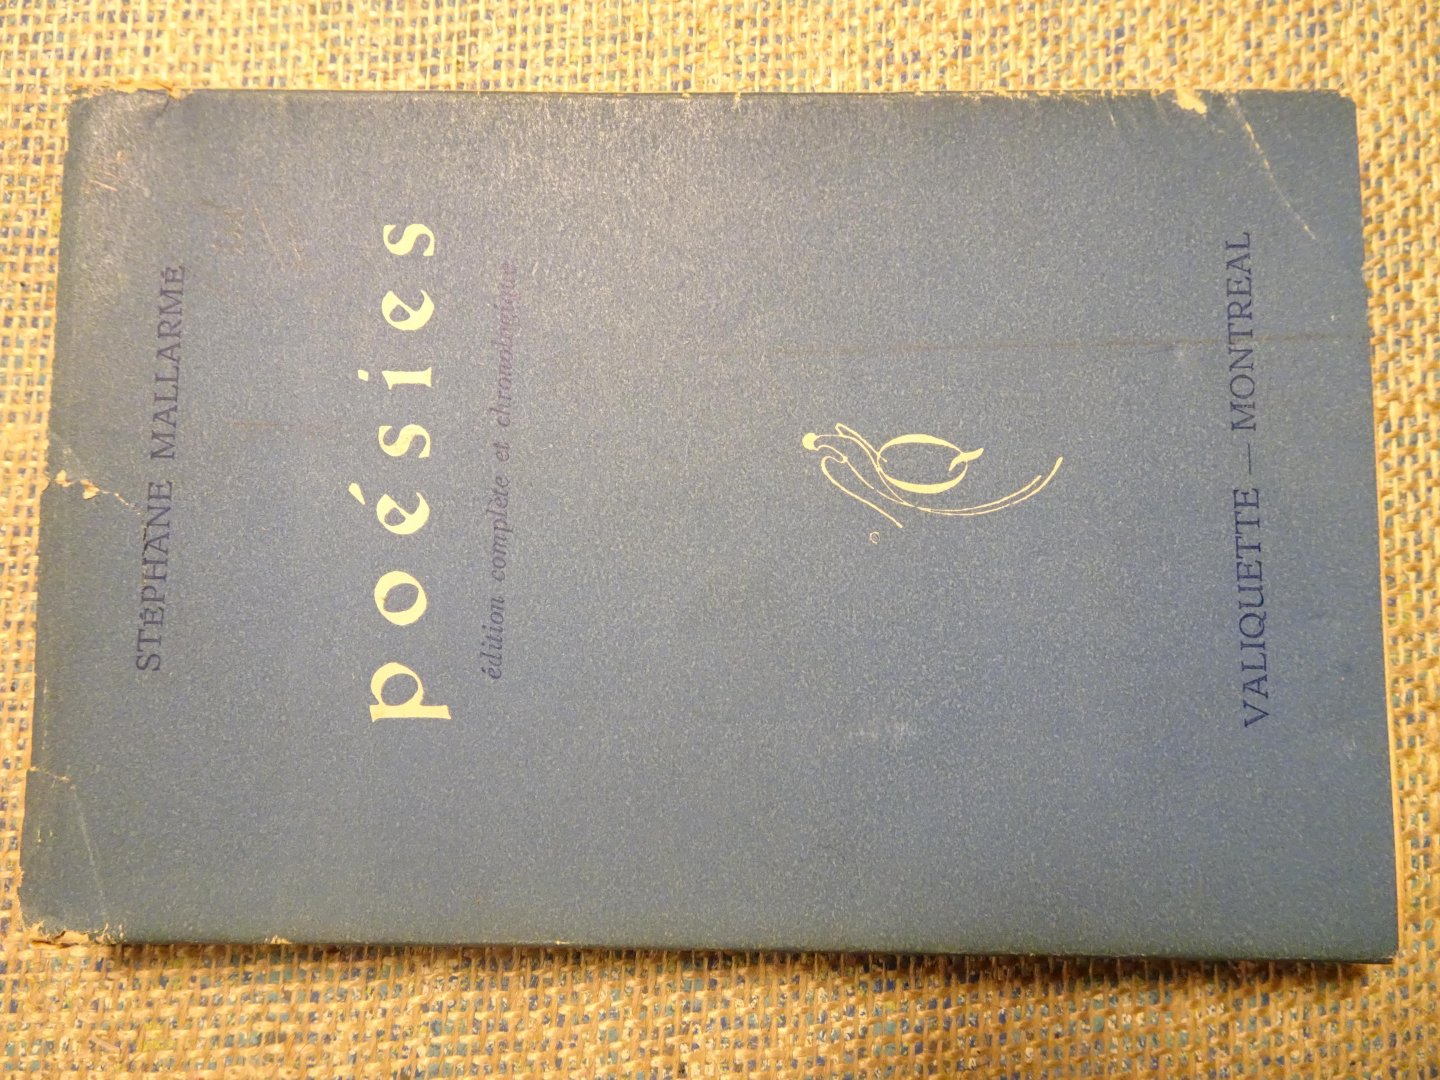 STÉPHANE MALLARMÉ
poésies
édition complète et chronologique
VALIQUETTE — MONTREAL